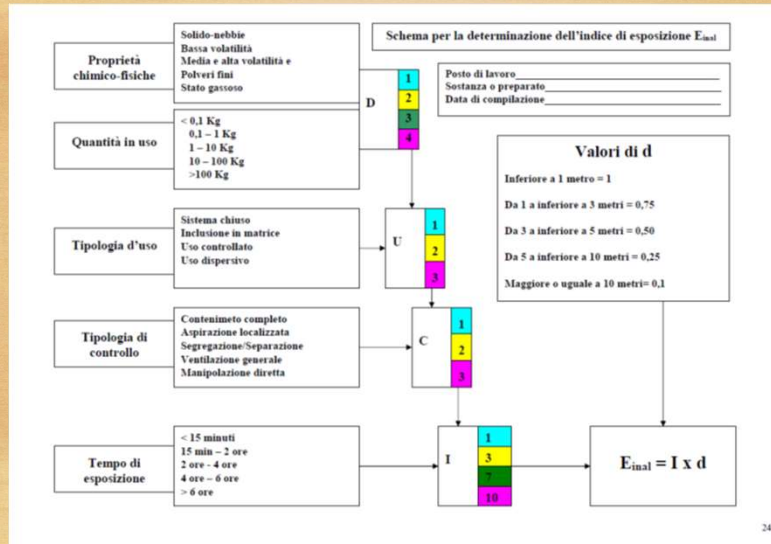 Schema per la determinazione dell'indice di esposizione Einal
Proprietà
chimico-fisiche
Solido-nebbie
Bassa volatilità
Media e alta volatilità e
Polveri fini
Stato gassoso
Posto di lavoro
Sostanza o preparato
Data di compilazione
D
1
2
3
4
Quantità in uso
< 0,1 Kg
0,1 – 1 Kg
1 – 10 Kg
10 – 100 Kg
>100 Kg
Valori di d
Inferiore a 1 metro = 1
Da 1 a inferiore a 3 metri = 0,75
Da 3 a inferiore a 5 metri = 0,50
Da 5 a inferiore a 10 metri = 0,25
Maggiore o uguale a 10 metri= 0,1
Tipologia d'uso
Sistema chiuso
Inclusione in matrice
Uso controllato
Uso dispersivo
U
1
2
3
Tipologia di
controllo
Contenimeto completo
Aspirazione localizzata
Segregazione/Separazione
Ventilazione generale
Manipolazione diretta
C
1
2
3
Tempo di
esposizione
< 15 minuti
15 min – 2 ore
2 ore - 4 ore
4 ore – 6 ore
> 6 ore
I
1
3
7
10
Einal = I x d
24